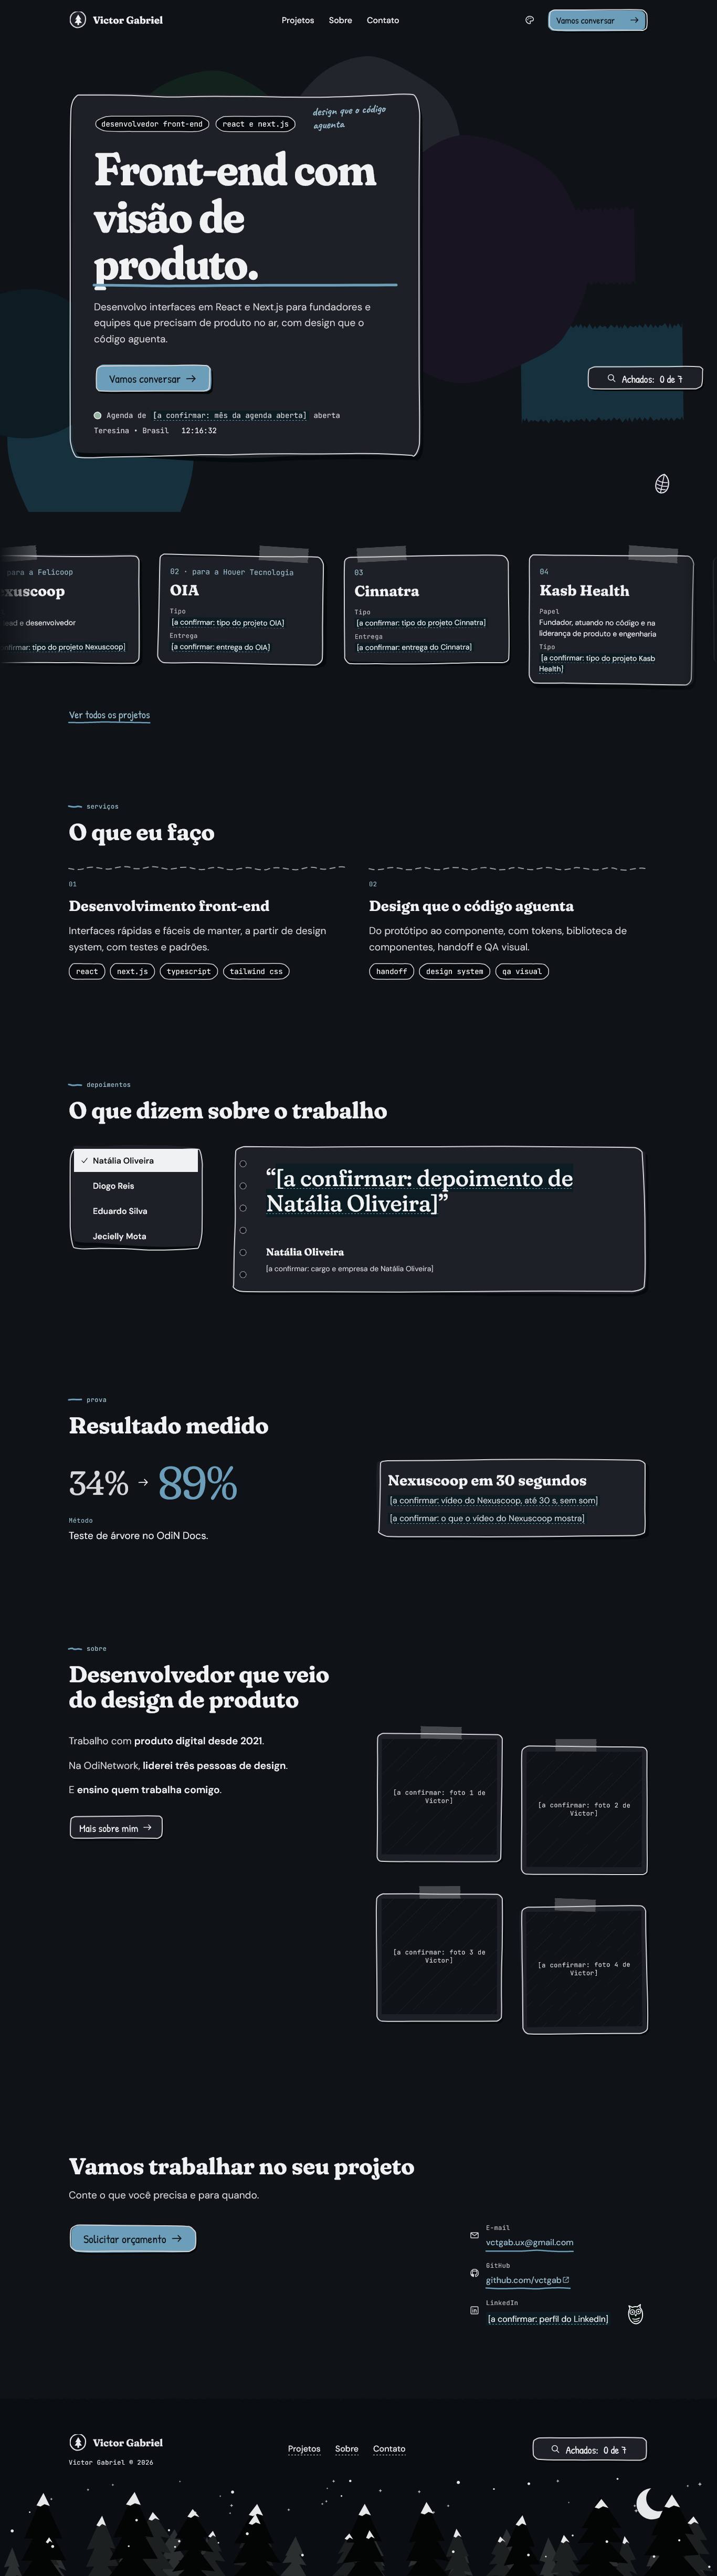 Victor Gabriel
Projetos Sobre Contato
Vamos conversar
desenvolvedor front-end
react e next.js
design que o código
aguenta
Front-end com
visão de
produto.
Desenvolvo interfaces em React e Next.js para fundadores e
equipes que precisam de produto no ar, com design que o
código aguenta.
Vamos conversar
Agenda de [a confirmar: mês da agenda aberta] aberta
Teresina • Brasil 12:16:32
Achados: 0 de 7
para a Felicoop
xuscoop
ead e desenvolvedor
nfirmar: tipo do projeto Nexuscoop]
02 · para a Houer Tecnologia
OIA
Tipo
[a confirmar: tipo do projeto OIA]
Entrega
[a confirmar: entrega do OIA]
03
Cinnatra
Tipo
[a confirmar: tipo do projeto Cinnatra]
Entrega
[a confirmar: entrega do Cinnatra]
04
Kasb Health
Papel
Fundador, atuando no código e na
liderança de produto e engenharia
Tipo
[a confirmar: tipo do projeto Kasb
Health]
Ver todos os projetos
serviços
O que eu faço
01
Desenvolvimento front-end
Interfaces rápidas e fáceis de manter, a partir de design
system, com testes e padrões.
react
next.js
typescript
tailwind css
02
Design que o código aguenta
Do protótipo ao componente, com tokens, biblioteca de
componentes, handoff e QA visual.
handoff
design system
qa visual
depoimentos
O que dizem sobre o trabalho
Natália Oliveira
Diogo Reis
Eduardo Silva
Jecielly Mota
“[a confirmar: depoimento de
Natália Oliveira]”
Natália Oliveira
[a confirmar: cargo e empresa de Natália Oliveira]
prova
Resultado medido
34% → 89%
Método
Teste de árvore no OdiN Docs.
Nexuscoop em 30 segundos
[a confirmar: vídeo do Nexuscoop, até 30 s, sem som]
[a confirmar: o que o vídeo do Nexuscoop mostra]
sobre
Desenvolvedor que veio
do design de produto
Trabalho com produto digital desde 2021.
Na OdiNetwork, liderei três pessoas de design.
E ensino quem trabalha comigo.
Mais sobre mim
[a confirmar: foto 1 de
Victor]
[a confirmar: foto 2 de
Victor]
[a confirmar: foto 3 de
Victor]
[a confirmar: foto 4 de
Victor]
Vamos trabalhar no seu projeto
Conte o que você precisa e para quando.
Solicitar orçamento
E-mail
vctgab.ux@gmail.com
GitHub
github.com/vctgab
LinkedIn
[a confirmar: perfil do LinkedIn]
Victor Gabriel
Victor Gabriel © 2026
Projetos Sobre Contato
Achados: 0 de 7